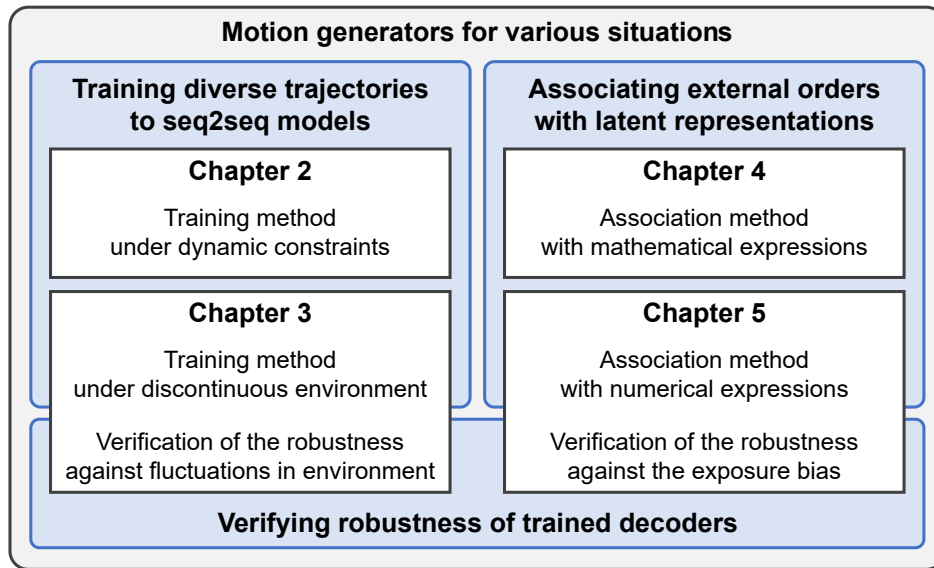 Motion generators for various situations
Training diverse trajectories
to seq2seq models
Chapter 2
Training method
under dynamic constraints
Chapter 3
Training method
under discontinuous environment
Verification of the robustness
against fluctuations in environment
Associating external orders
with latent representations
Chapter 4
Association method
with mathematical expressions
Chapter 5
Association method
with numerical expressions
Verification of the robustness
against the exposure bias
Verifying robustness of trained decoders